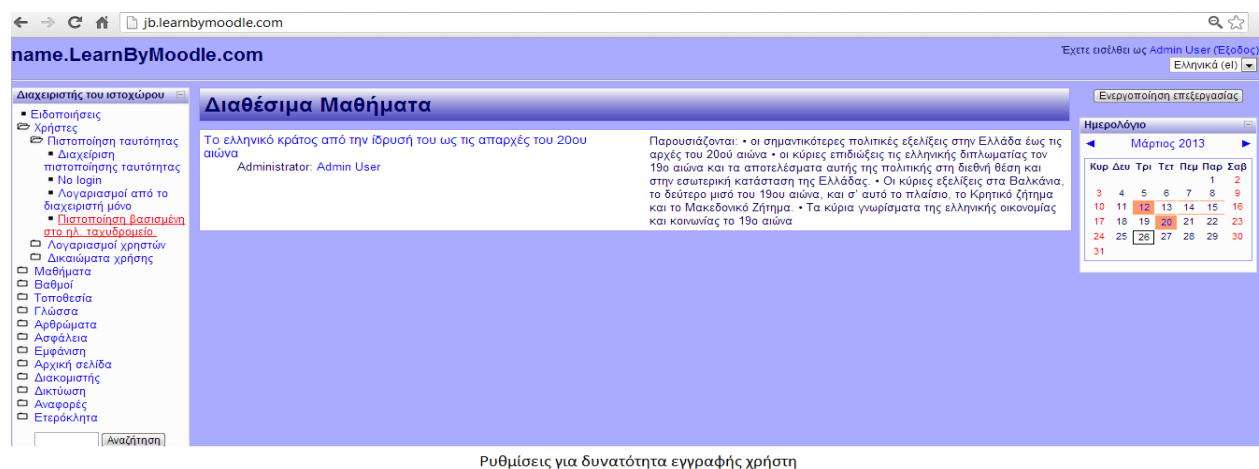 jb.learnbymoodle.com
name.LearnByMoodle.com
Έχετε εισέλθει ως Admin User (Έξοδος)
Ελληνικά (el)
Διαχειριστής του ιστοχώρου
Ειδοποιήσεις
Χρήστες
Πιστοποίηση ταυτότητας
Διαχείριση
πιστοποίησης ταυτότητας
No login
Λογαριασμοί από το
διαχειριστή μόνο
Πιστοποίηση βασισμένη
στο ηλ. ταχυδρομείο.
Λογαριασμοί χρηστών
Δικαιώματα χρήσης
Μαθήματα
Βαθμοί
Τοποθεσία
Γλώσσα
Αρθρώματα
Ασφάλεια
Εμφάνιση
Αρχική σελίδα
Διακομιστής
Δικτύωση
Αναφορές
Ετερόκλητα
Αναζήτηση
Διαθέσιμα Μαθήματα
Το ελληνικό κράτος από την ίδρυσή του ως τις απαρχές του 20ου
αιώνα
Administrator: Admin User
Παρουσιάζονται: • οι σημαντικότερες πολιτικές εξελίξεις στην Ελλάδα έως τις
αρχές του 20ού αιώνα • οι κύριες επιδιώξεις τις ελληνικής διπλωματίας τον
19ο αιώνα και τα αποτελέσματα αυτής της πολιτικής στη διεθνή θέση και
στην εσωτερική κατάσταση της Ελλάδας. • Οι κύριες εξελίξεις στα Βαλκάνια,
το δεύτερο μισό του 19ου αιώνα, και σ' αυτό το πλαίσιο, το Κρητικό ζήτημα
και το Μακεδονικό Ζήτημα. • Τα κύρια γνωρίσματα της ελληνικής οικονομίας
και κοινωνίας το 19ο αιώνα
Ενεργοποίηση επεξεργασίας
Ημερολόγιο
Μάρτιος 2013
Κυρ Δευ Τρι Τετ Πεμ Παρ Σαβ
1 2
3 4 5 6 7 8 9
10 11 12 13 14 15 16
17 18 19 20 21 22 23
24 25 26 27 28 29 30
31
Ρυθμίσεις για δυνατότητα εγγραφής χρήστη